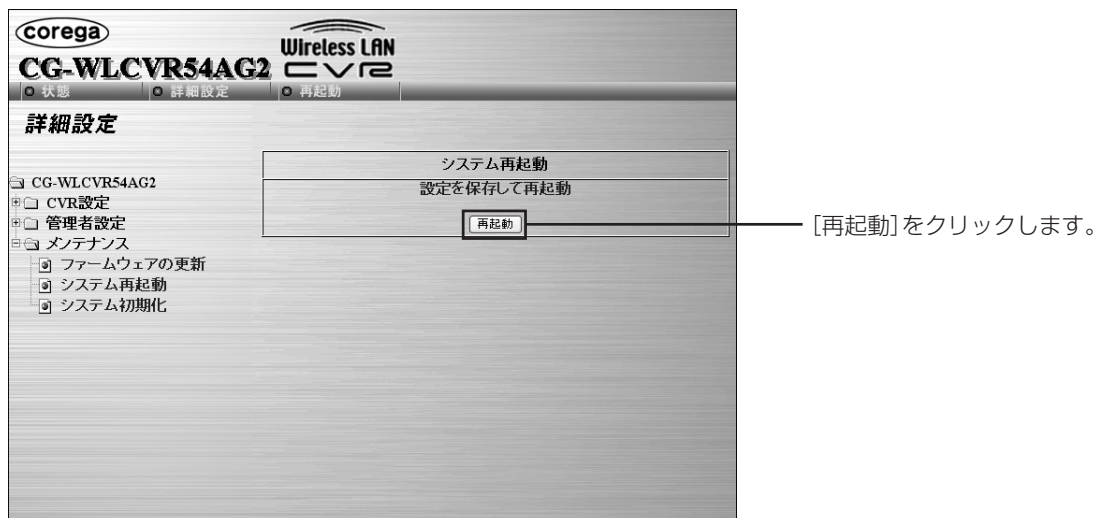 corega
Wireless LAN
CVR
CG-WLCVR54AG2
状態
詳細設定
再起動
詳細設定
CG-WLCVR54AG2
CVR設定
管理者設定
メンテナンス
ファームウェアの更新
システム再起動
システム初期化
システム再起動
設定を保存して再起動
再起動
[再起動]をクリックします。